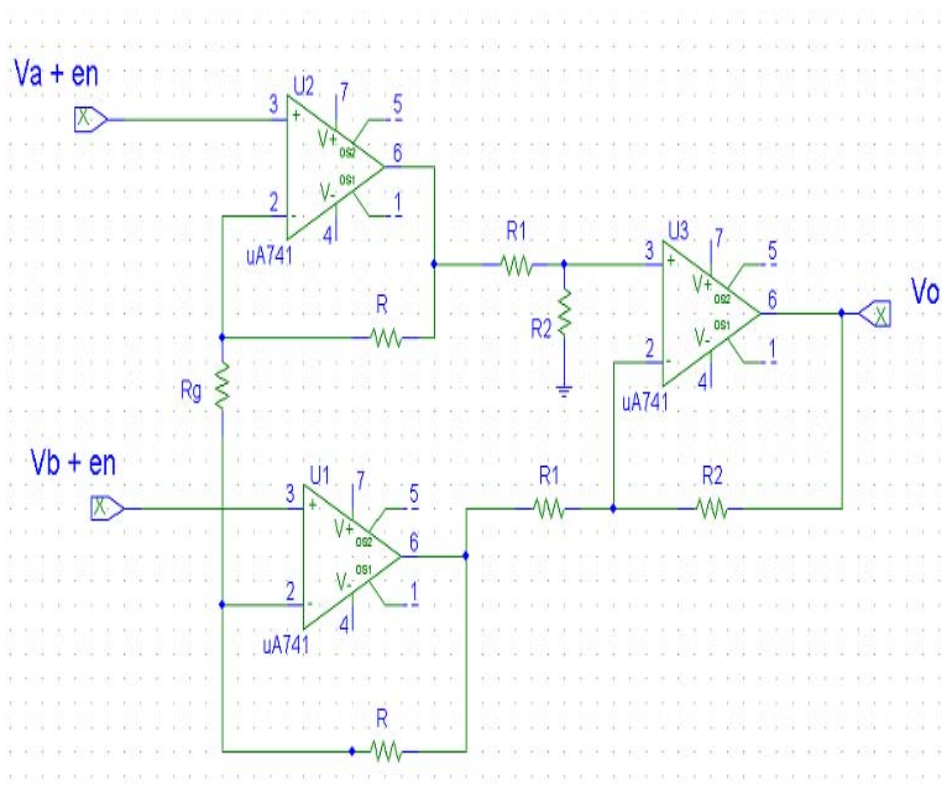 Va + en
X
U2
3
+
7
5
V+
OS2
6
OS1
V-
2
-
1
4
uA741
R
Rg
R1
R2
U3
3
+
7
5
V+
OS2
6
OS1
V-
2
-
1
4
uA741
Vo
X
Vb + en
X
U1
3
+
7
5
V+
OS2
6
OS1
V-
2
-
1
4
uA741
R1
R2
R